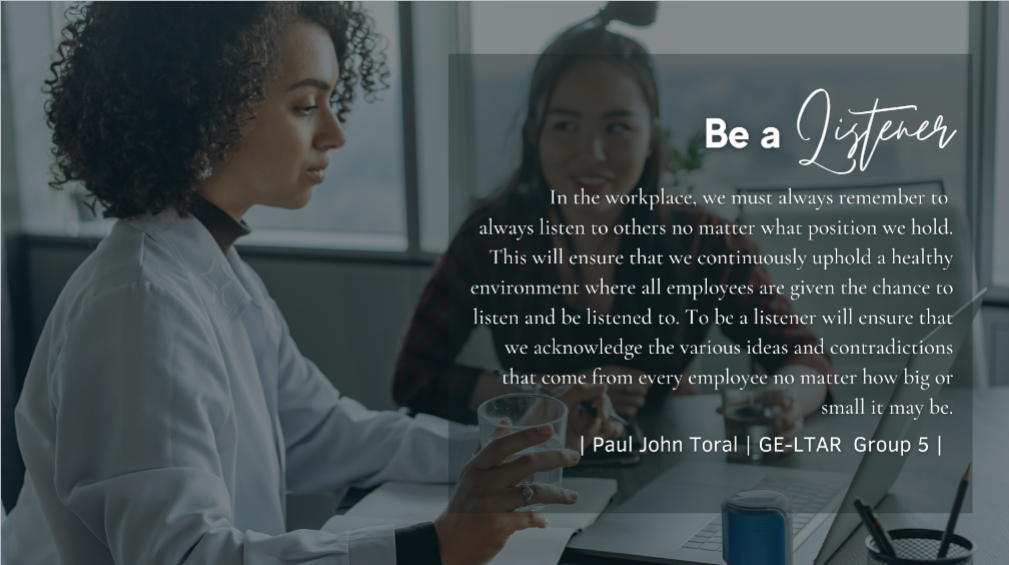 Be a Listener
In the workplace, we must always remember to
always listen to others no matter what position we hold.
This will ensure that we continuously uphold a healthy
environment where all employees are given the chance to
listen and be listened to. To be a listener will ensure that
we acknowledge the various ideas and contradictions
that come from every employee no matter how big or
small it may be.
| Paul John Toral | GE-LTAR Group 5 |